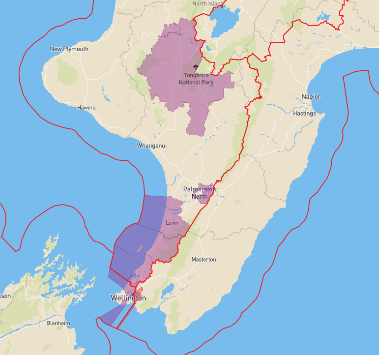 North Island
New Plymouth
Tongariro
National Park
Napier
Hawera
Hastings
Whanganui
Palmerston
North
Levin
Masterton
Wellington
Blenheim